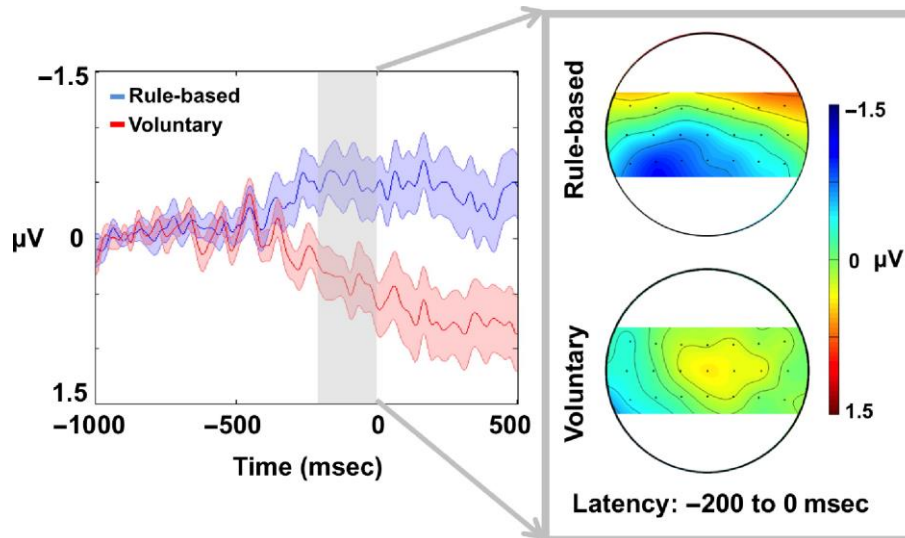 −1.5
Rule-based
Voluntary
µV
0
1.5
−1000
−500
0
500
Time (msec)
Rule-based
Voluntary
−1.5
0
µV
1.5
Latency: −200 to 0 msec